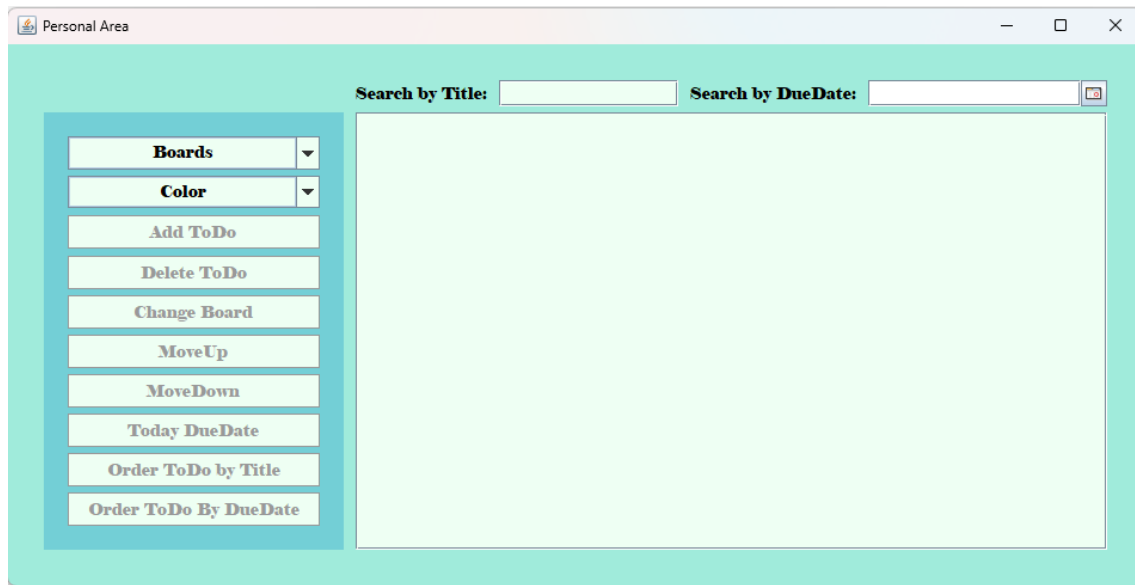 Personal Area
Search by Title: Search by DueDate:
Boards
Color
Add ToDo
Delete ToDo
Change Board
MoveUp
MoveDown
Today DueDate
Order ToDo by Title
Order ToDo By DueDate